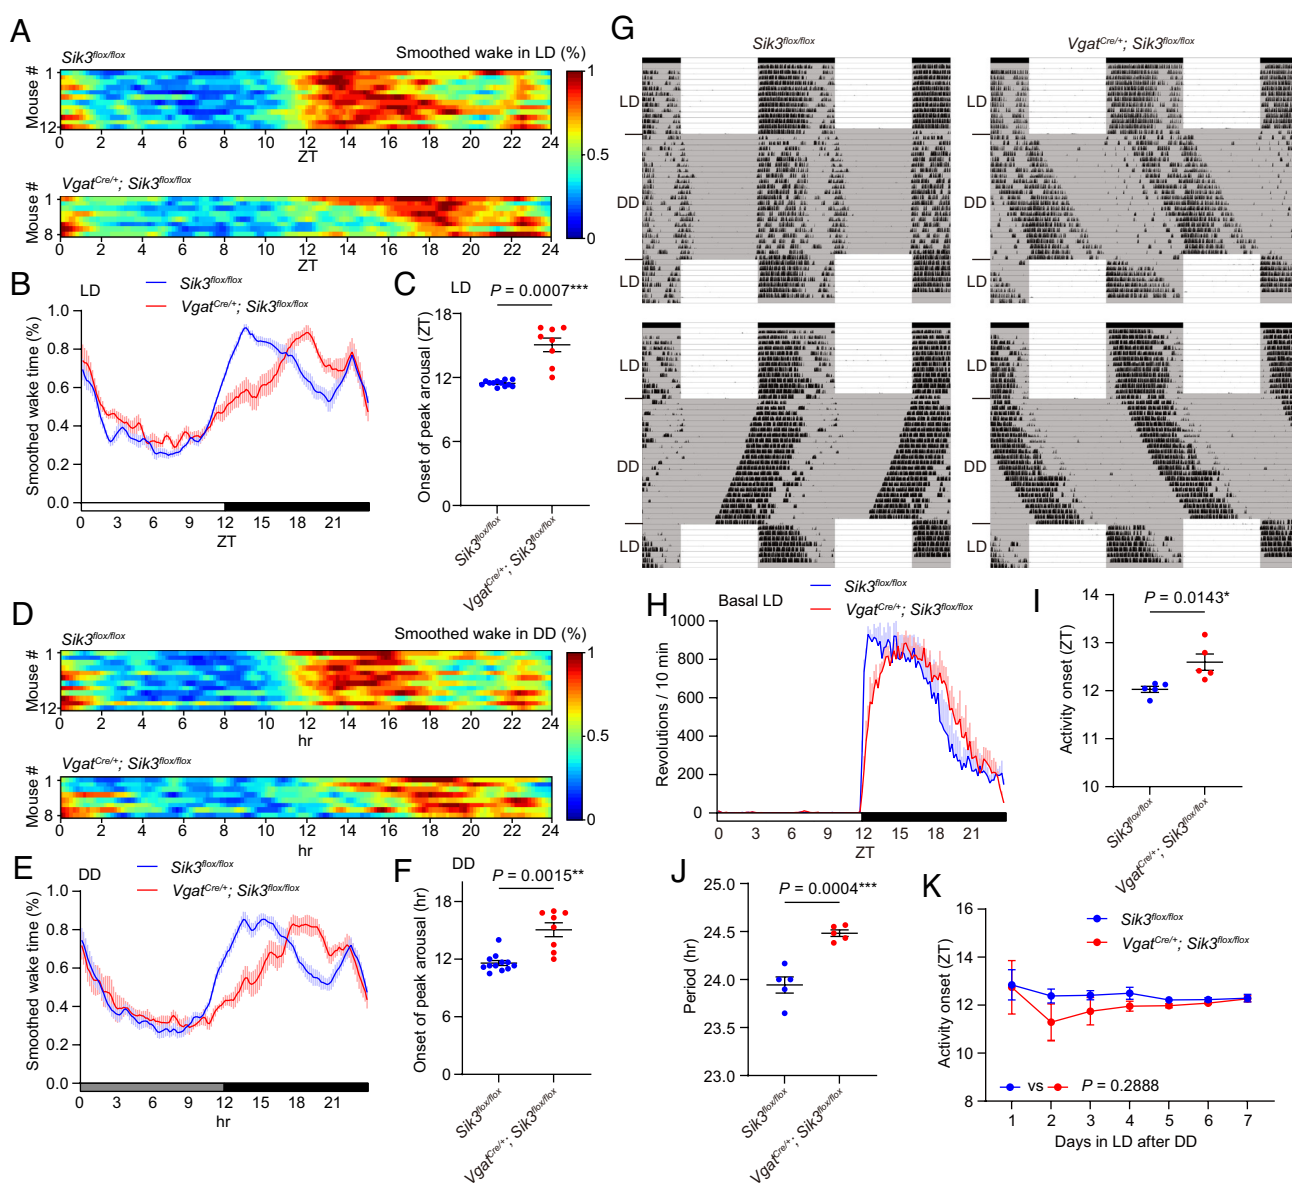 A
Sik3flox/flox
Smoothed wake in LD (%)
Mouse #
1
12
0 2 4 6 8 10 12 14 16 18 20 22 24
ZT
1
0.5
0
VgatCre/+; Sik3flox/flox
Mouse #
1
8
0 2 4 6 8 10 12 14 16 18 20 22 24
ZT
B
LD
Sik3flox/flox
VgatCre/+; Sik3flox/flox
Smoothed wake time (%)
1.0
0.8
0.6
0.4
0.2
0.0
0 3 6 9 12 15 18 21
ZT
C
LD
P = 0.0007***
Onset of peak arousal (ZT)
18
12
6
0
Sik3flox/flox
VgatCre/+; Sik3flox/flox
D
Sik3flox/flox
Smoothed wake in DD (%)
Mouse #
1
12
0 2 4 6 8 10 12 14 16 18 20 22 24
hr
1
0.5
0
VgatCre/+; Sik3flox/flox
Mouse #
1
8
0 2 4 6 8 10 12 14 16 18 20 22 24
hr
E
DD
Sik3flox/flox
VgatCre/+; Sik3flox/flox
Smoothed wake time (%)
1.0
0.8
0.6
0.4
0.2
0.0
0 3 6 9 12 15 18 21
hr
F
DD
P = 0.0015**
Onset of peak arousal (hr)
18
12
6
0
Sik3flox/flox
VgatCre/+; Sik3flox/flox
G
Sik3flox/flox
VgatCre/+; Sik3flox/flox
LD
DD
LD
LD
DD
LD
LD
DD
LD
LD
DD
LD
H
Basal LD
Sik3flox/flox
VgatCre/+; Sik3flox/flox
Revolutions / 10 min
1000
800
600
400
200
0
0 3 6 9 12 15 18 21
ZT
I
P = 0.0143*
Activity onset (ZT)
14
13
12
11
10
Sik3flox/flox
VgatCre/+; Sik3flox/flox
J
P = 0.0004***
Period (hr)
25.0
24.5
24.0
23.5
23.0
Sik3flox/flox
VgatCre/+; Sik3flox/flox
K
Sik3flox/flox
VgatCre/+; Sik3flox/flox
Activity onset (ZT)
16
14
12
10
8
vs P = 0.2888
1 2 3 4 5 6 7
Days in LD after DD